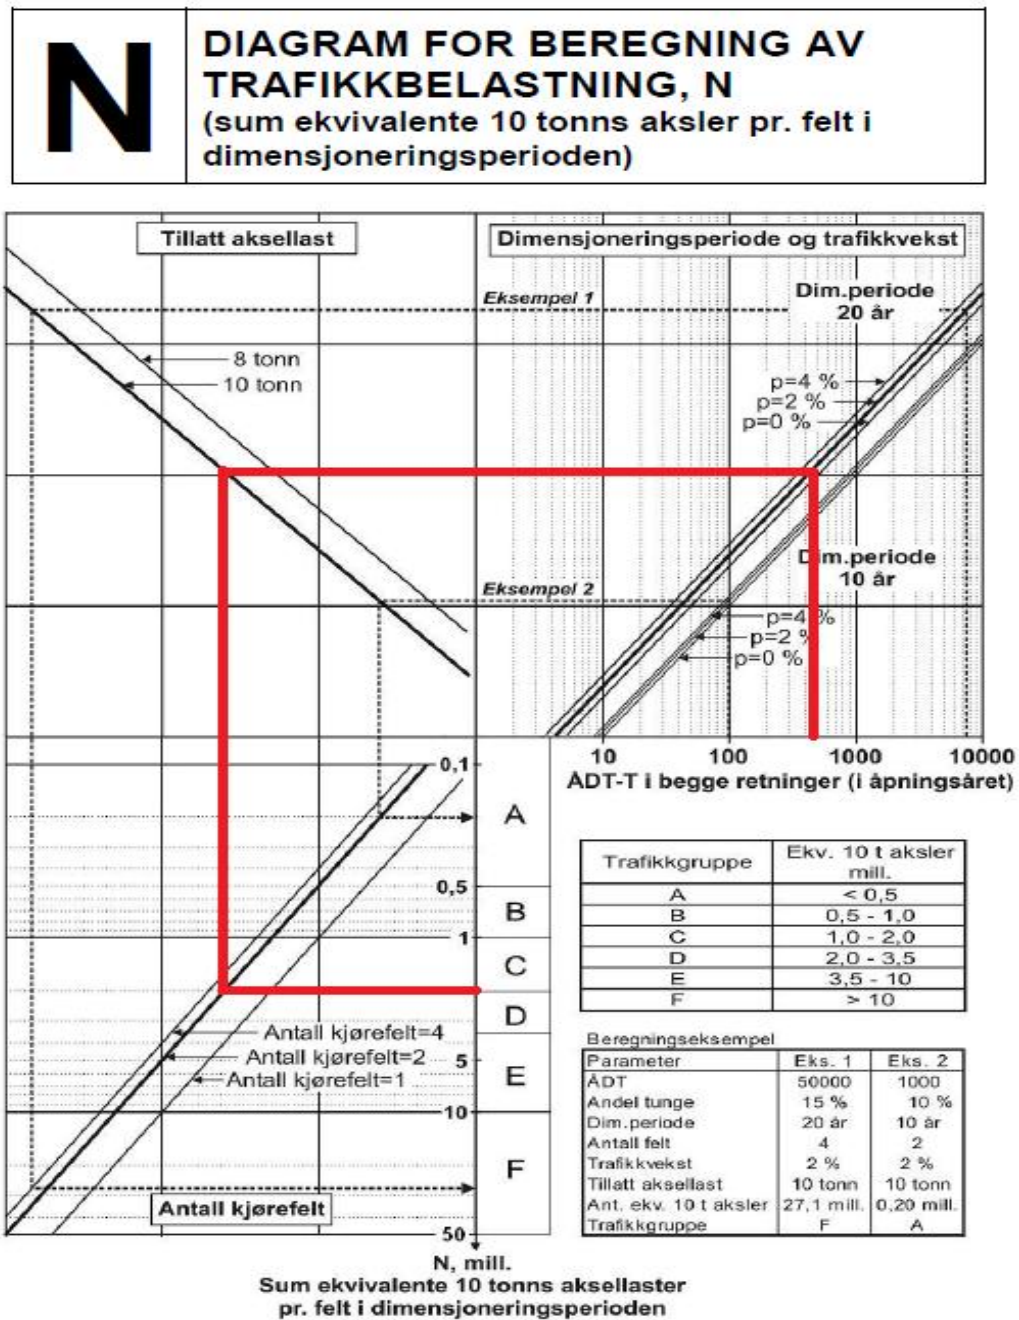 N
DIAGRAM FOR BEREGNING AV
TRAFIKKBELASTNING, N
(sum ekvivalente 10 tonns aksler pr. felt i
dimensjoneringsperioden)
Tillatt aksellast
Dimensjoneringsperiode og trafikkvekst
Eksempel 1
Dim.periode
20 år
8 tonn
10 tonn
p=4 %
p=2 %
p=0 %
Eksempel 2
Dim.periode
10 år
p=4 %
p=2 %
p=0 %
10 100 1000 10000
ÅDT-T i begge retninger (i åpningsåret)
0,1
A
0,5
B
1
C
D
Antall kjørefelt=4
Antall kjørefelt=2
Antall kjørefelt=1
5
E
10
F
Antall kjørefelt
50
N, mill.
Sum ekvivalente 10 tonns aksellaster
pr. felt i dimensjoneringsperioden
Trafikkgruppe Ekv. 10 t aksler
mill.
A < 0,5
B 0,5 - 1,0
C 1,0 - 2,0
D 2,0 - 3,5
E 3,5 - 10
F > 10
Beregningseksempel
Parameter Eks. 1 Eks. 2
ÅDT 50000 1000
Andel tunge 15 % 10 %
Dim.periode 20 år 10 år
Antall felt 4 2
Trafikkvekst 2 % 2 %
Tillatt aksellast 10 tonn 10 tonn
Ant. ekv. 10 t aksler 27,1 mill. 0,20 mill.
Trafikkgruppe F A